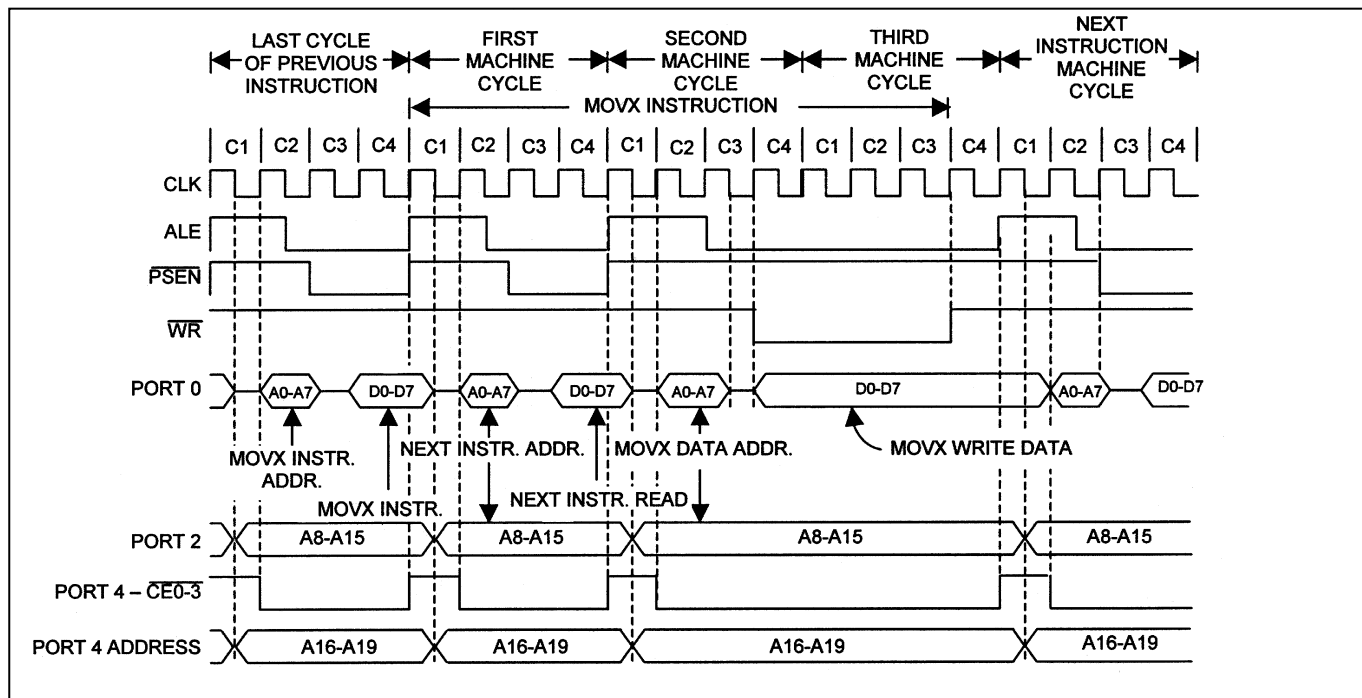 LAST CYCLE OF PREVIOUS INSTRUCTION
FIRST MACHINE CYCLE
SECOND MACHINE CYCLE
THIRD MACHINE CYCLE
NEXT INSTRUCTION MACHINE CYCLE
MOVX INSTRUCTION
C1 C2 C3 C4 C1 C2 C3 C4 C1 C2 C3 C4 C1 C2 C3 C4 C1 C2 C3 C4
CLK
ALE
PSEN
WR
PORT 0 A0-A7 D0-D7 A0-A7 D0-D7 A0-A7 D0-D7 A0-A7 D0-D7
MOVX INSTR. ADDR.
MOVX INSTR.
NEXT INSTR. ADDR.
NEXT INSTR. READ
MOVX DATA ADDR.
MOVX WRITE DATA
PORT 2 A8-A15 A8-A15 A8-A15 A8-A15
PORT 4 – CE0-3
PORT 4 ADDRESS A16-A19 A16-A19 A16-A19 A16-A19